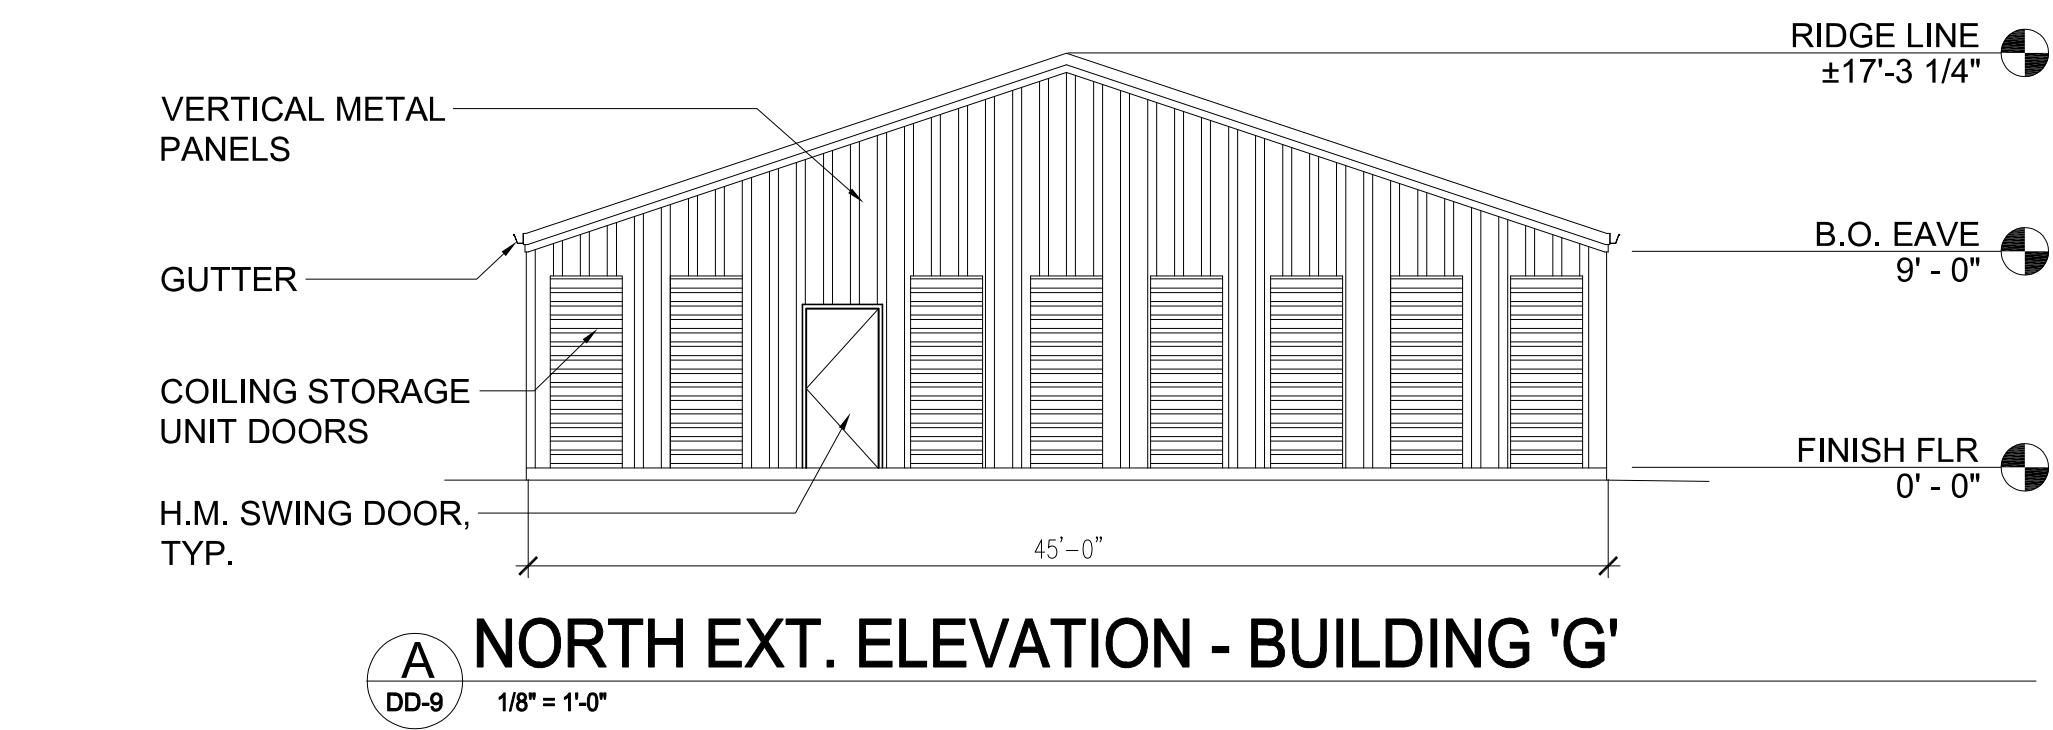 RIDGE LINE
±17'-3 1/4"
VERTICAL METAL
PANELS
B.O. EAVE
9' - 0"
GUTTER
COILING STORAGE
UNIT DOORS
FINISH FLR
0' - 0"
H.M. SWING DOOR,
TYP.
45'-0"
A
DD-9
NORTH EXT. ELEVATION - BUILDING 'G'
1/8" = 1'-0"